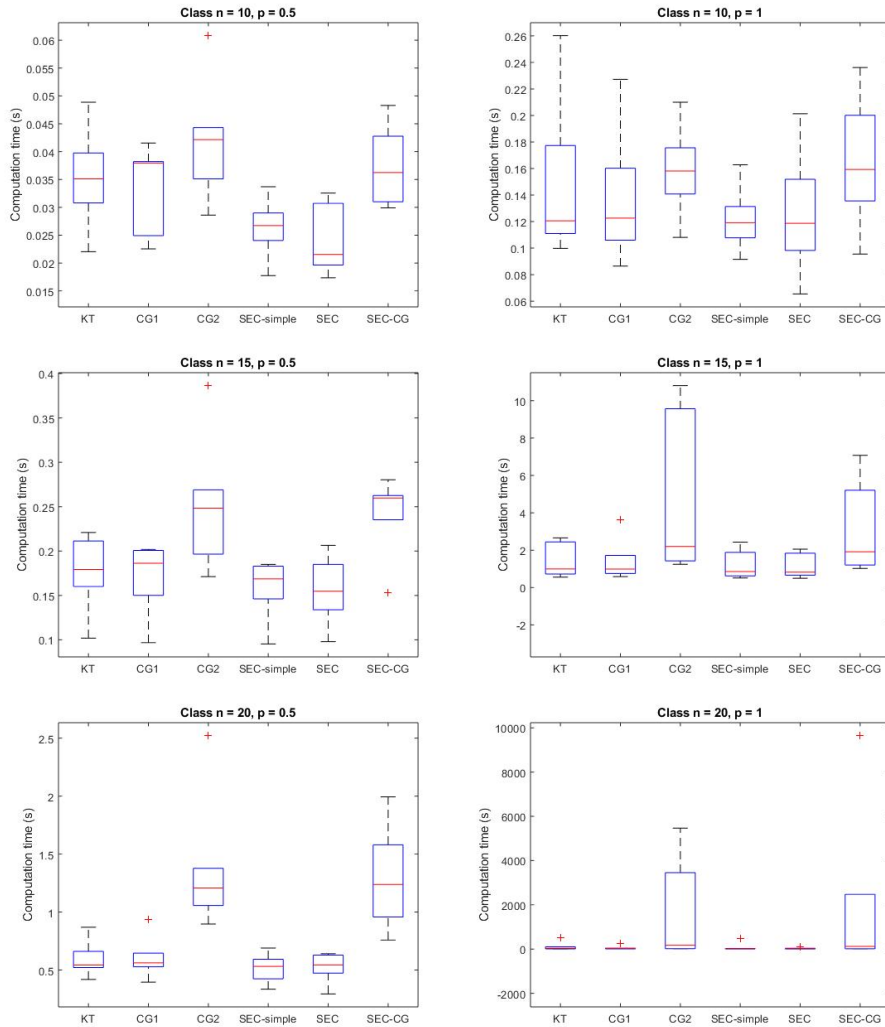 Class n = 10, p = 0.5
Computation time (s)
0.06
0.055
0.05
0.045
0.04
0.035
0.03
0.025
0.02
0.015
KT CG1 CG2 SEC-simple SEC SEC-CG
Class n = 10, p = 1
Computation time (s)
0.26
0.24
0.22
0.2
0.18
0.16
0.14
0.12
0.1
0.08
0.06
KT CG1 CG2 SEC-simple SEC SEC-CG
Class n = 15, p = 0.5
Computation time (s)
0.4
0.35
0.3
0.25
0.2
0.15
0.1
KT CG1 CG2 SEC-simple SEC SEC-CG
Class n = 15, p = 1
Computation time (s)
10
8
6
4
2
0
-2
KT CG1 CG2 SEC-simple SEC SEC-CG
Class n = 20, p = 0.5
Computation time (s)
2.5
2
1.5
1
0.5
KT CG1 CG2 SEC-simple SEC SEC-CG
Class n = 20, p = 1
Computation time (s)
10000
8000
6000
4000
2000
0
-2000
KT CG1 CG2 SEC-simple SEC SEC-CG